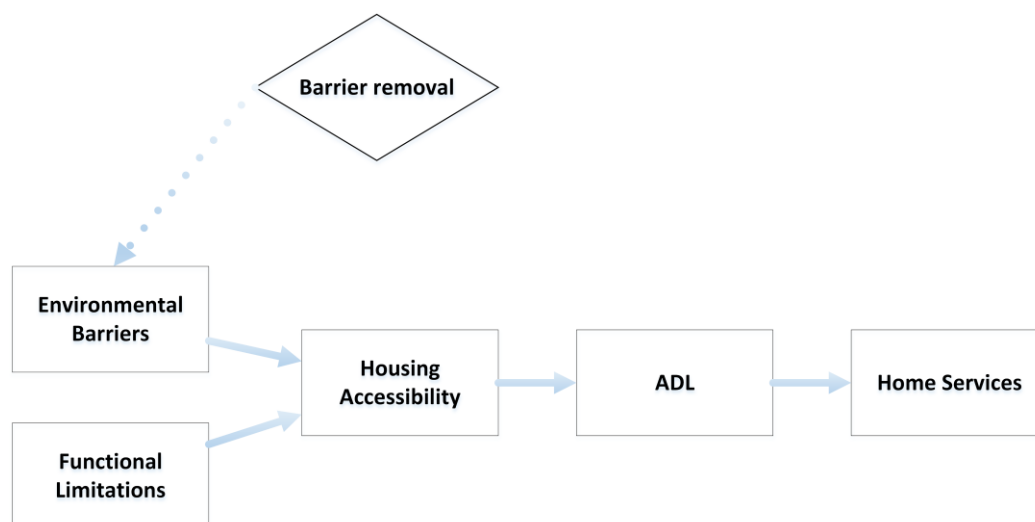 Barrier removal
Environmental
Barriers
Functional
Limitations
Housing
Accessibility
ADL
Home Services